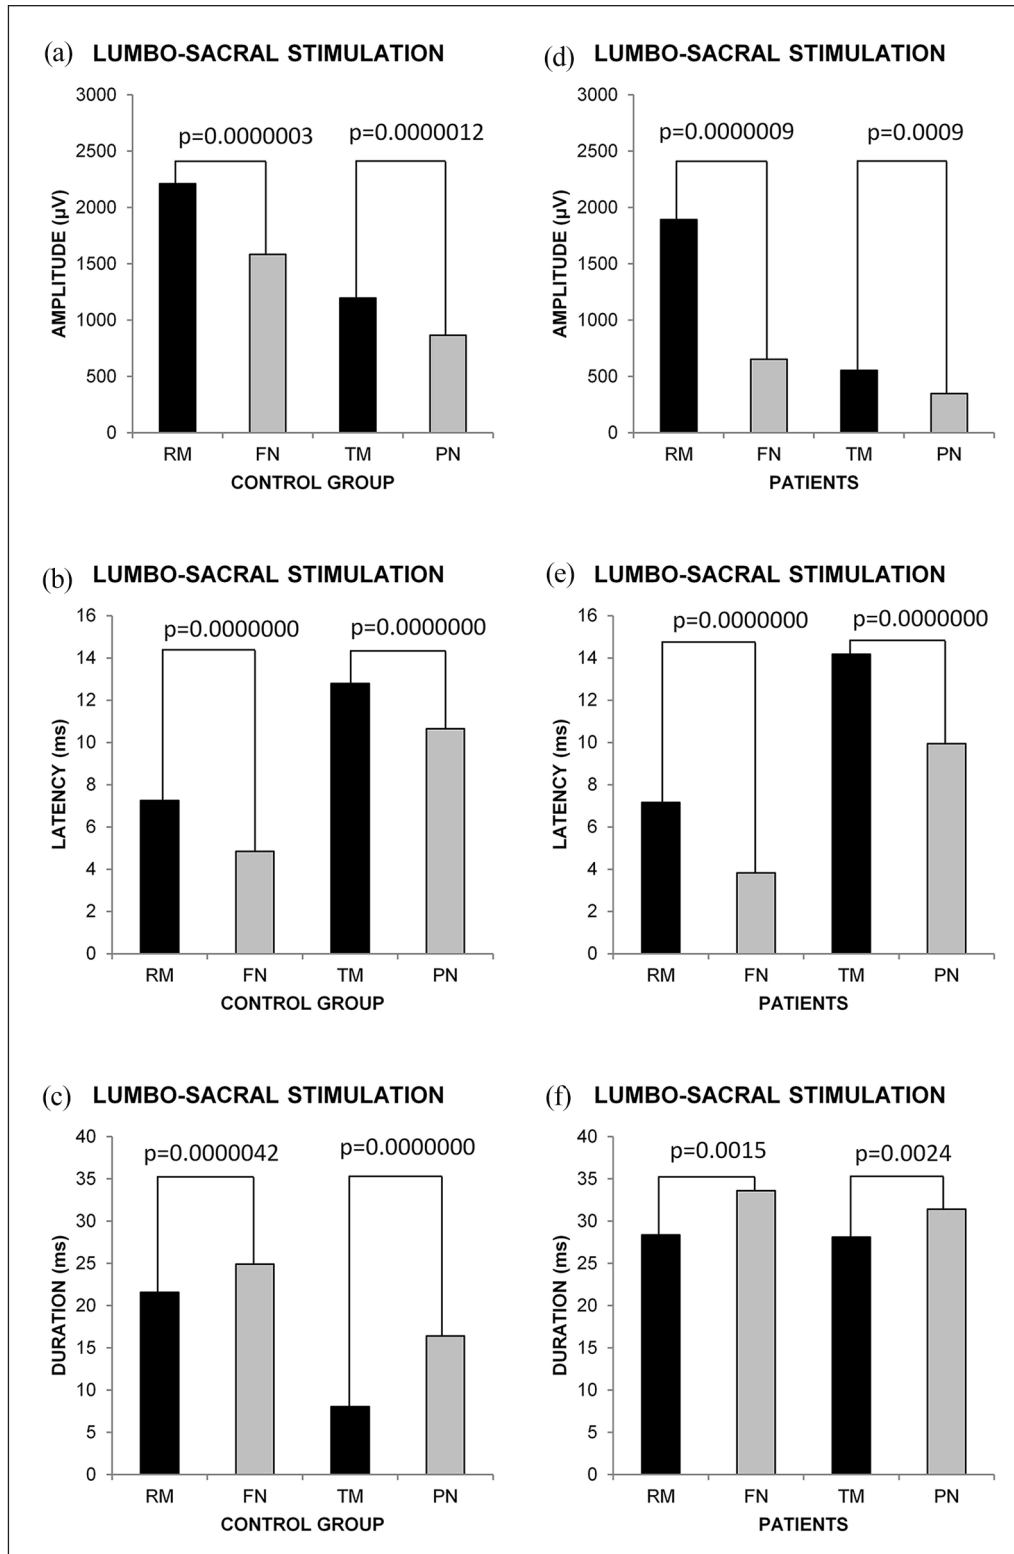 (a) LUMBO-SACRAL STIMULATION
3000
2500
2000
1500
1000
500
0
AMPLITUDE (µV)
p=0.0000003 p=0.0000012
RM FN TM PN
CONTROL GROUP
(d) LUMBO-SACRAL STIMULATION
3000
2500
2000
1500
1000
500
0
AMPLITUDE (µV)
p=0.0000009 p=0.0009
RM FN TM PN
PATIENTS
(b) LUMBO-SACRAL STIMULATION
16
14
12
10
8
6
4
2
0
LATENCY (ms)
p=0.0000000 p=0.0000000
RM FN TM PN
CONTROL GROUP
(e) LUMBO-SACRAL STIMULATION
16
14
12
10
8
6
4
2
0
LATENCY (ms)
p=0.0000000 p=0.0000000
RM FN TM PN
PATIENTS
(c) LUMBO-SACRAL STIMULATION
40
35
30
25
20
15
10
5
0
DURATION (ms)
p=0.0000042 p=0.0000000
RM FN TM PN
CONTROL GROUP
(f) LUMBO-SACRAL STIMULATION
40
35
30
25
20
15
10
5
0
DURATION (ms)
p=0.0015 p=0.0024
RM FN TM PN
PATIENTS